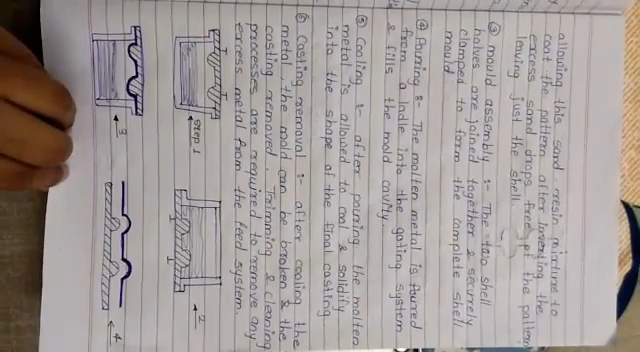 allowing this sand resin mixture to
coat the pattern after inverting the
excess sand drops free of the pattern
leaving just the shell
③ mould assembly :- The two shell
halves are joined together & securely
clamped to form the complete shell
mould
④ Pouring :- The molten metal is poured
from a ladle into the gating system
& fills the mold cavity.
⑤ Cooling :- after pouring the molten
metal is allowed to cool & solidify
into the shape of the final casting
⑥ Casting removal :- after cooling the
metal the mold can be broken & the
casting removed. Trimming & cleaning
processes are required to remove any
excess metal from the feed system.
step 1
2
3
4